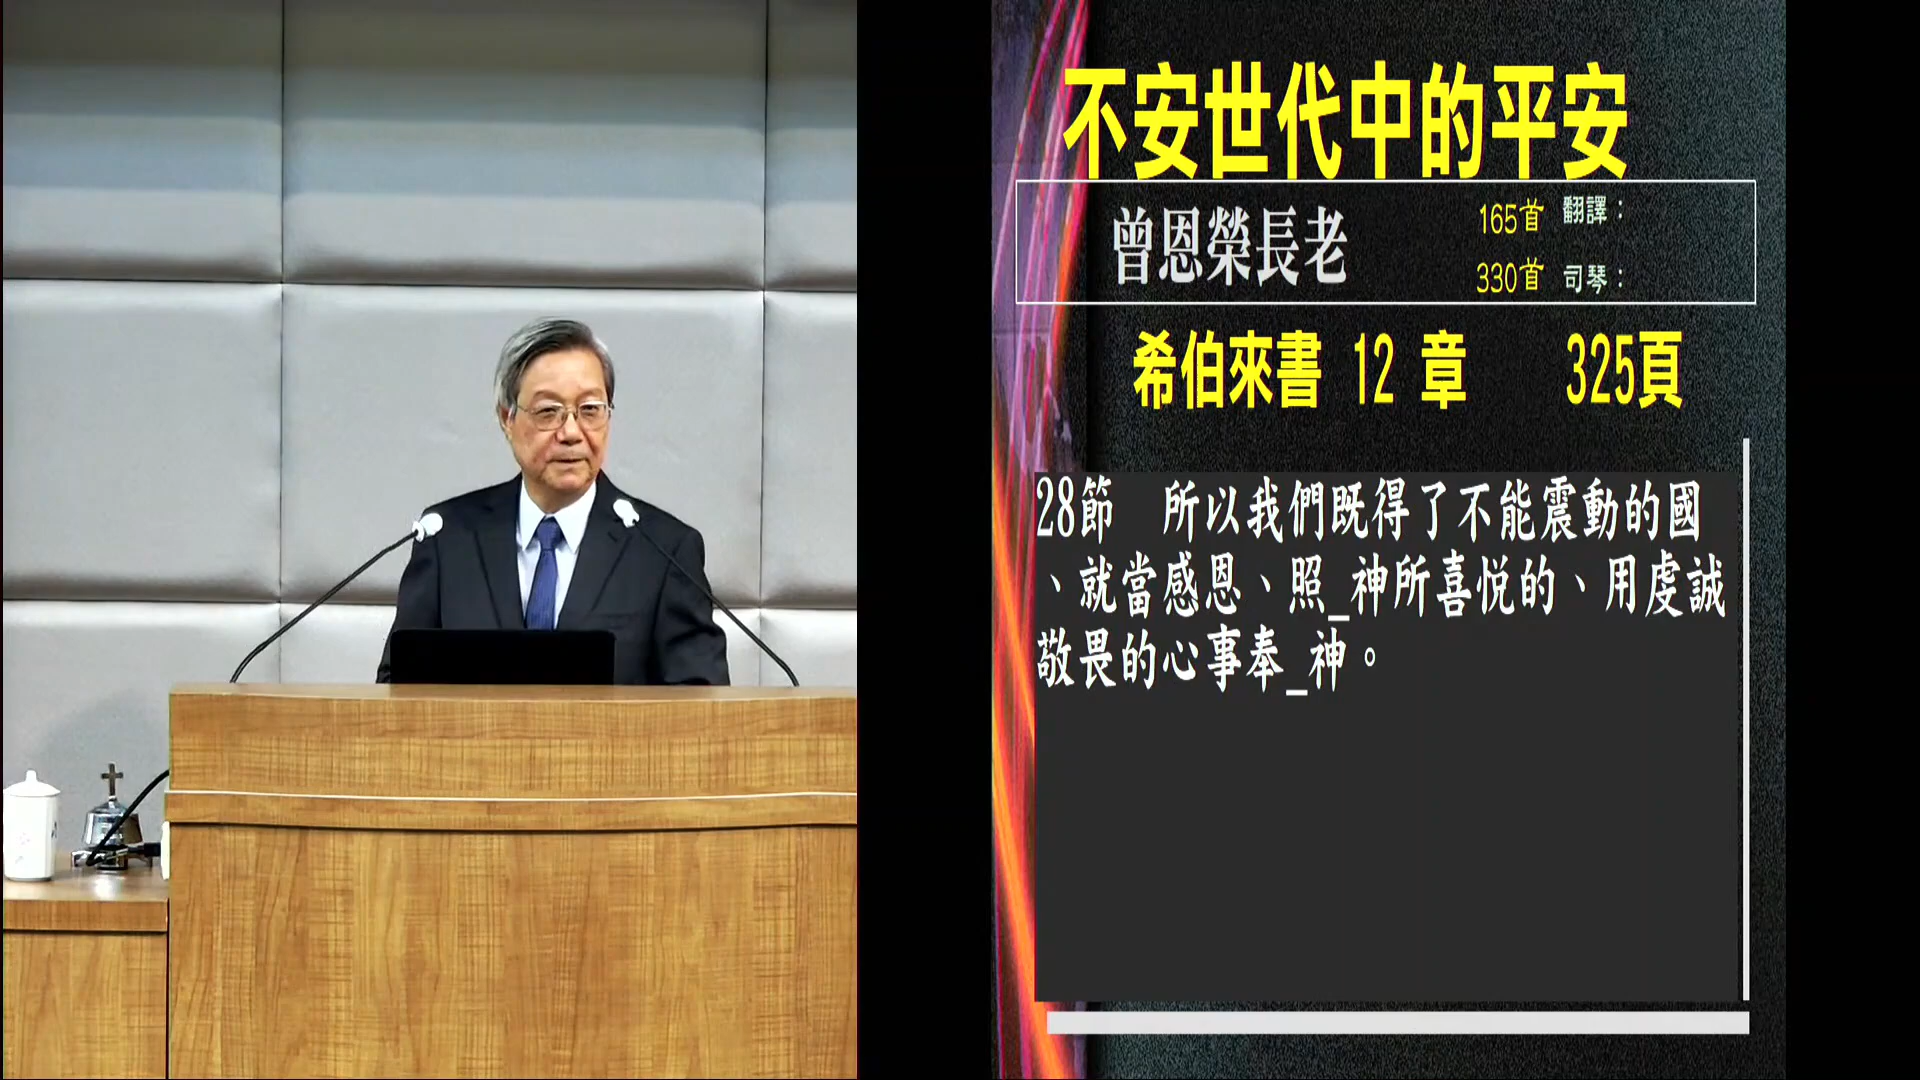 不安世代中的平安
曾恩榮長老
165首 翻譯：
330首 司琴：
希伯來書 12 章 325頁
28節 所以我們既得了不能震動的國
、就當感恩、照_神所喜悅的、用虔誠
敬畏的心事奉_神。